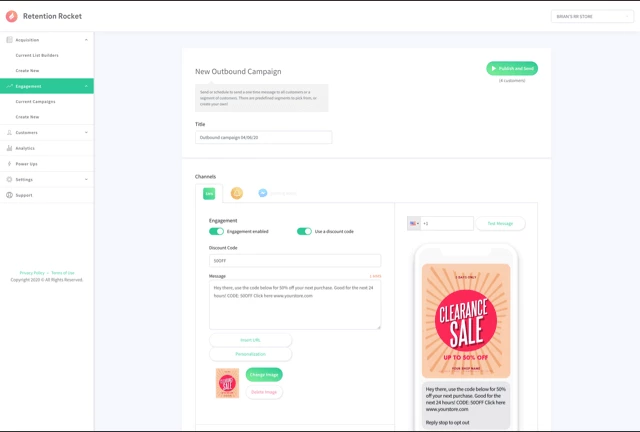 Retention Rocket
BRIAN'S RR STORE
Acquisition
Current List Builders
Create New
Engagement
Current Campaigns
Create New
Customers
Analytics
Power Ups
Settings
Support
Privacy Policy
Terms of Use
Copyright 2020 © All Rights Reserved.
New Outbound Campaign
Publish and Send
(4 customers)
Send or schedule to send a one-time message to all customers or a
segment of customers. There are predefined segments to pick from, or
create your own!
Title
Outbound campaign 04/06/20
Channels
SMS
Engagement
Engagement enabled
Use a discount code
Discount Code
50OFF
Message
Hey there, use the code below for 50% off your next purchase. Good for the next 24
hours! CODE: 50OFF Click here www.yourstore.com
Insert URL
Personalization
Change Image
Delete Image
+1
Test Message
CLEARANCE
SALE
UP TO 50% OFF
YOUR SHOP NAME
Hey there, use the code below for 50%
off your next purchase. Good for the
next 24 hours! CODE: 50OFF Click here
www.yourstore.com
Reply stop to opt out